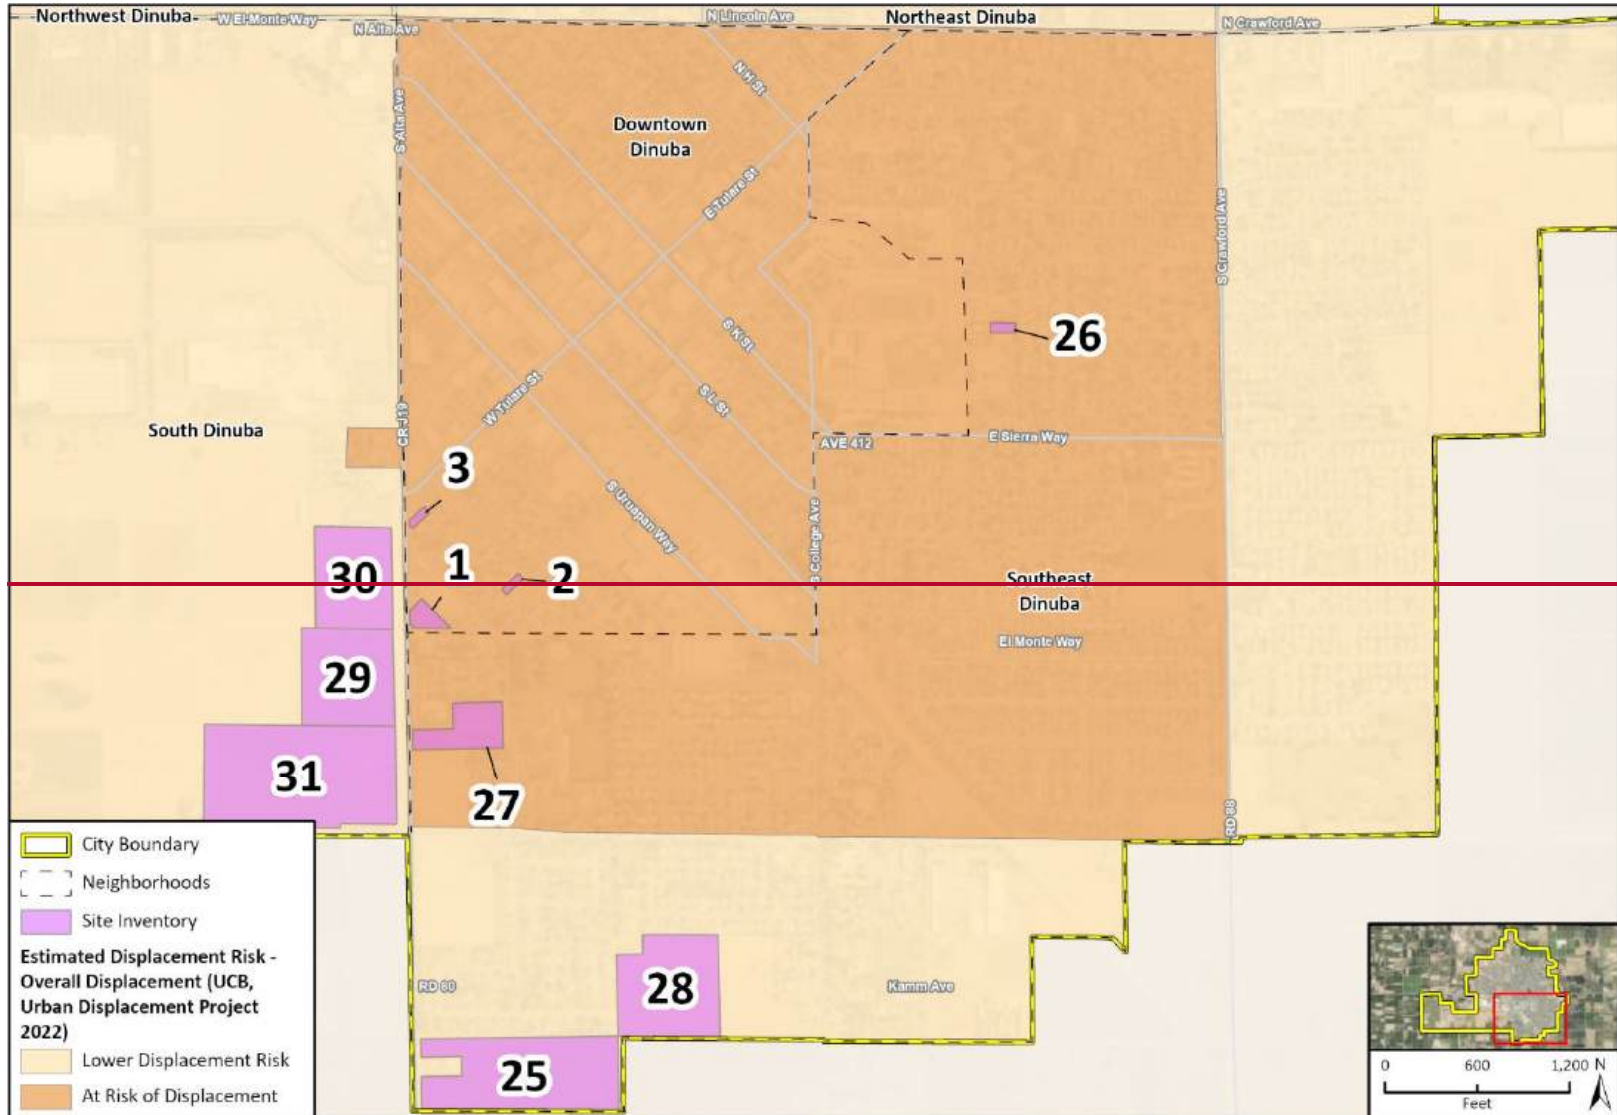 Northwest Dinuba
W El Monte Way
N Alta Ave
N Lincoln Ave
Northeast Dinuba
N Crawford Ave
N H St
S Alta Ave
Downtown
Dinuba
E Tulare St
S Crawford Ave
S K St
26
S L St
W Tulare St
CR-J19
South Dinuba
AVE 412
E Sierra Way
3
S Uruapan Way
S College Ave
1
2
30
Southeast
Dinuba
El Monte Way
29
31
27
RD 88
City Boundary
Neighborhoods
Site Inventory
Estimated Displacement Risk -
Overall Displacement (UCB,
Urban Displacement Project
2022)
Lower Displacement Risk
At Risk of Displacement
RD 80
28
Kamm Ave
25
0 600 1,200 N
Feet